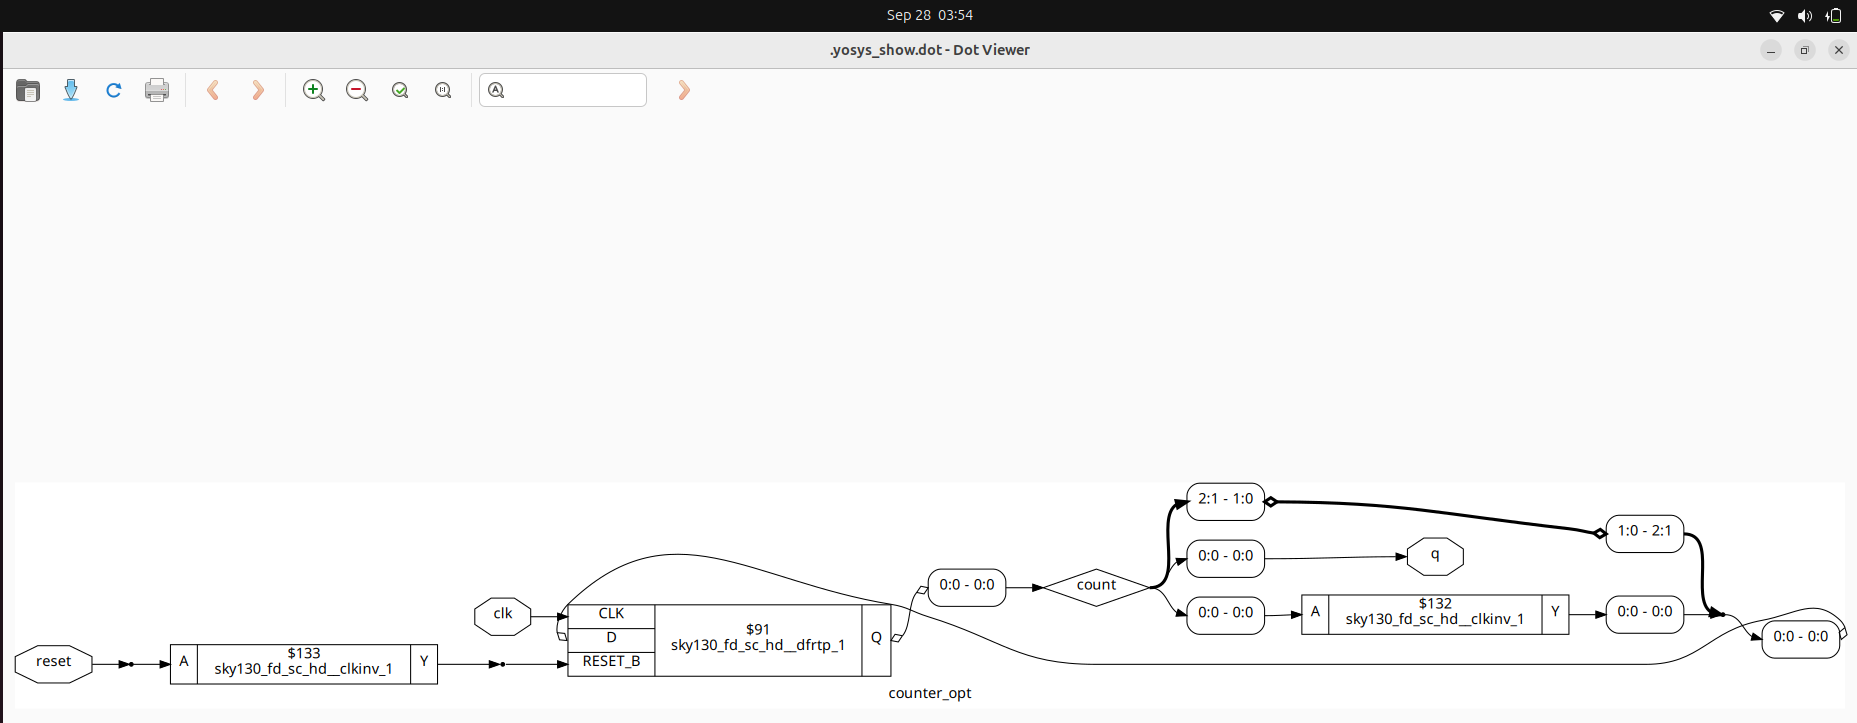 Sep 28 03:54
.yosys_show.dot - Dot Viewer
A
2:1 - 1:0
1:0 - 2:1
0:0 - 0:0
q
0:0 - 0:0
count
clk
CLK
D
RESET_B
$91
sky130_fd_sc_hd__dfrtp_1
Q
0:0 - 0:0
A
$132
sky130_fd_sc_hd__clkinv_1
Y
0:0 - 0:0
0:0 - 0:0
reset
A
$133
sky130_fd_sc_hd__clkinv_1
Y
counter_opt